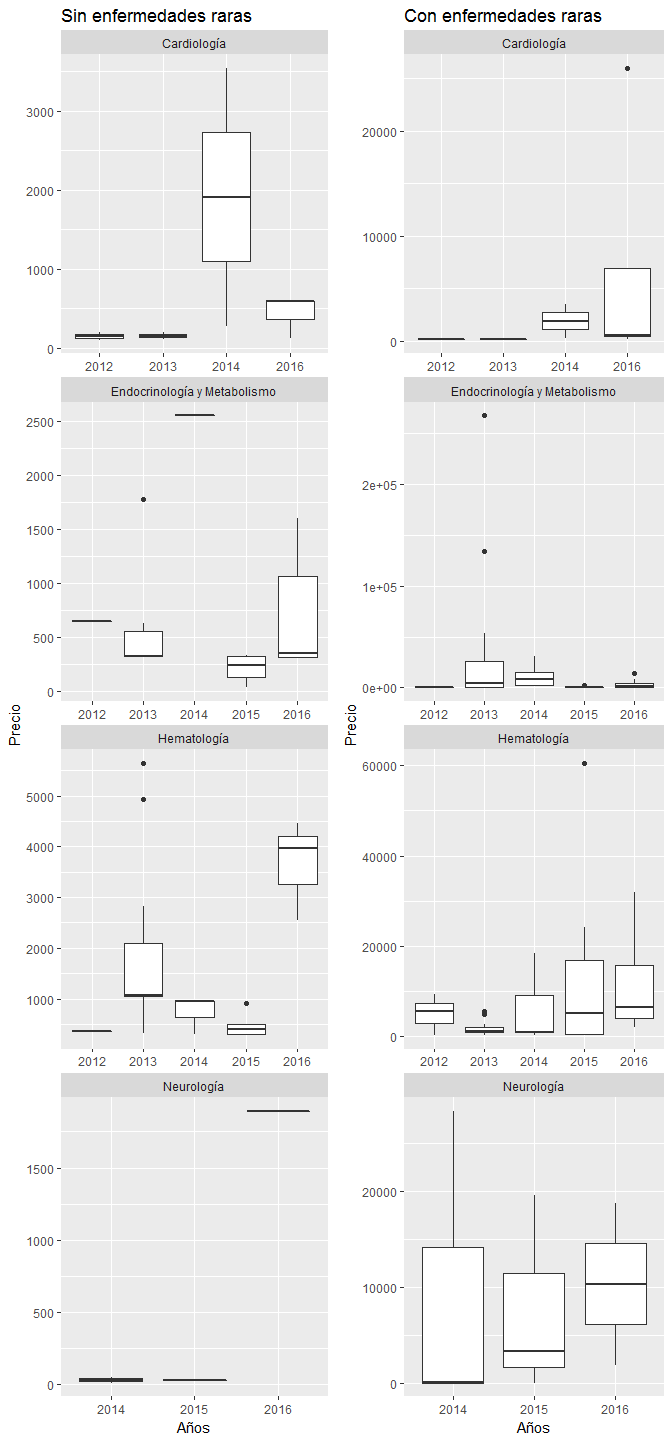 Sin enfermedades raras
Cardiología
3000
2000
1000
0
2012 2013 2014 2016
Endocrinología y Metabolismo
2500
2000
1500
1000
500
0
2012 2013 2014 2015 2016
Precio
Hematología
5000
4000
3000
2000
1000
2012 2013 2014 2015 2016
Neurología
1500
1000
500
0
2014 2015 2016
Años
Con enfermedades raras
Cardiología
20000
10000
0
2012 2013 2014 2016
Endocrinología y Metabolismo
2e+05
1e+05
0e+00
2012 2013 2014 2015 2016
Precio
Hematología
60000
40000
20000
0
2012 2013 2014 2015 2016
Neurología
20000
10000
0
2014 2015 2016
Años